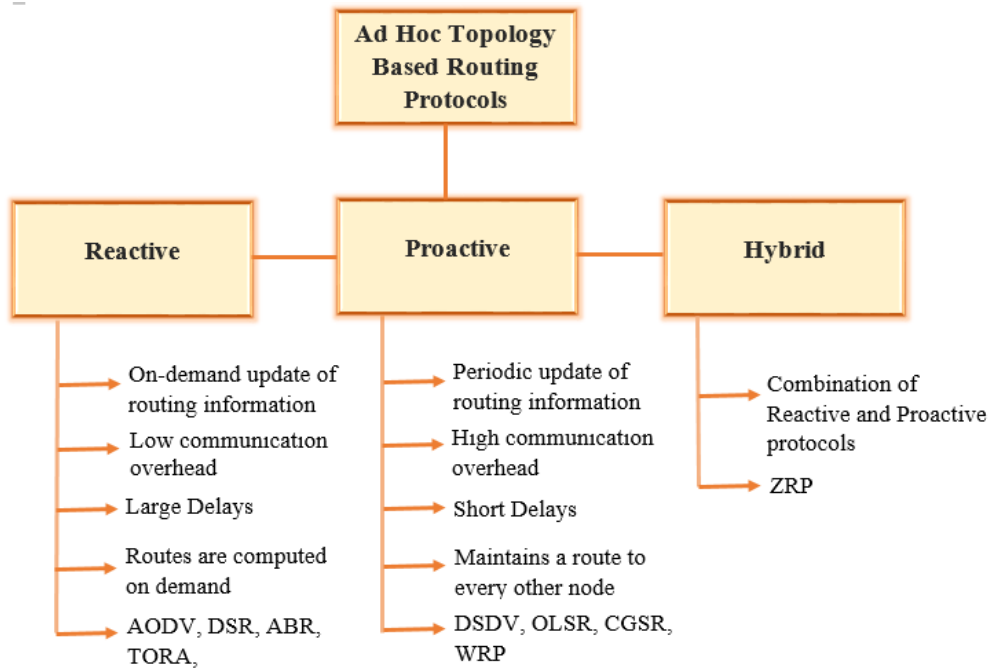 Ad Hoc Topology
Based Routing
Protocols
Reactive
Proactive
Hybrid
On-demand update of
routing information
Low communication
overhead
Large Delays
Routes are computed
on demand
AODV, DSR, ABR,
TORA,
Periodic update of
routing information
High communication
overhead
Short Delays
Maintains a route to
every other node
DSDV, OLSR, CGSR,
WRP
Combination of
Reactive and Proactive
protocols
ZRP